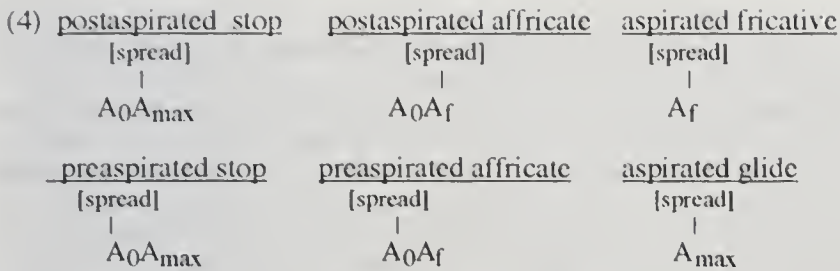 (4) postaspirated stop postaspirated affricate aspirated fricative
[spread] [spread] [spread]
| | |
A0Amax A0Af Af
preaspirated stop preaspirated affricate aspirated glide
[spread] [spread] [spread]
| | |
A0Amax A0Af Amax